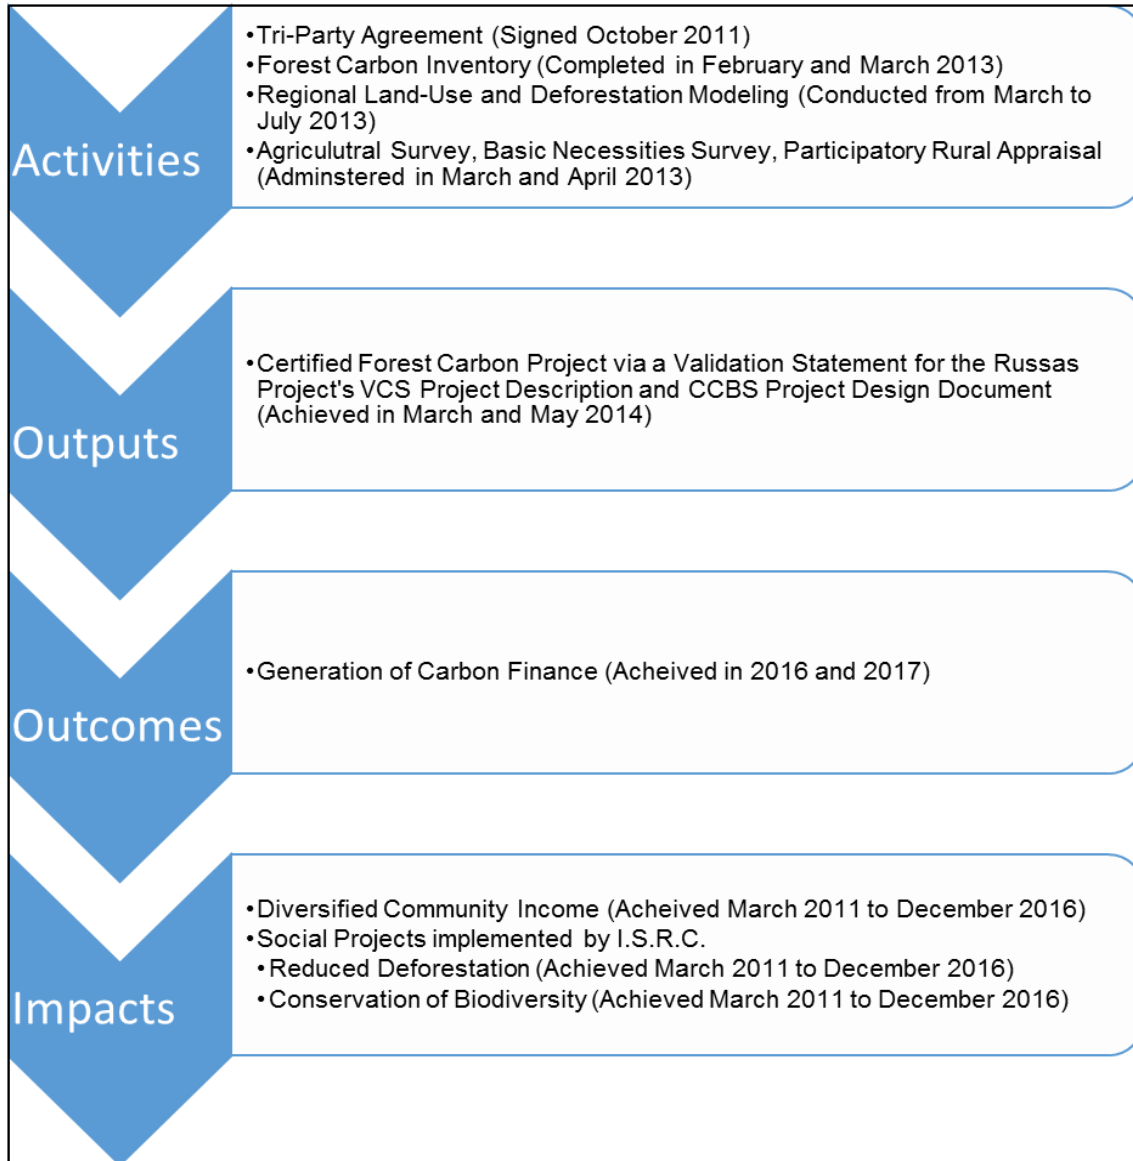 Activities
•Tri-Party Agreement (Signed October 2011)
•Forest Carbon Inventory (Completed in February and March 2013)
•Regional Land-Use and Deforestation Modeling (Conducted from March to
July 2013)
•Agriculutral Survey, Basic Necessities Survey, Participatory Rural Appraisal
(Adminstered in March and April 2013)
Outputs
•Certified Forest Carbon Project via a Validation Statement for the Russas
Project's VCS Project Description and CCBS Project Design Document
(Achieved in March and May 2014)
Outcomes
•Generation of Carbon Finance (Acheived in 2016 and 2017)
Impacts
•Diversified Community Income (Acheived March 2011 to December 2016)
•Social Projects implemented by I.S.R.C.
•Reduced Deforestation (Achieved March 2011 to December 2016)
•Conservation of Biodiversity (Achieved March 2011 to December 2016)